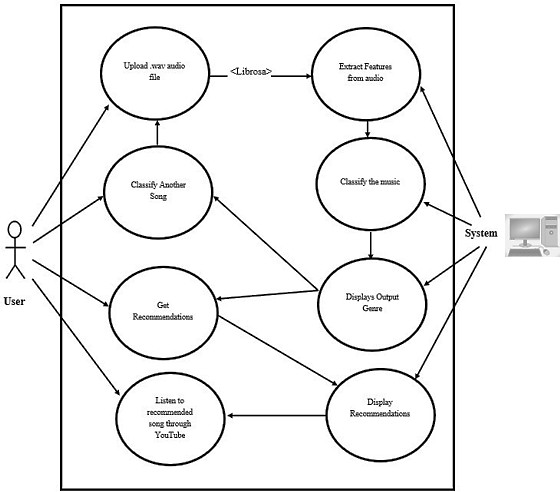 Upload .wav audio
file
<Librosa>
Extract Features
from audio
Classify Another
Song
Classify the music
User
System
Get
Recommendations
Displays Output
Genre
Listen to
recommended
song through
YouTube
Display
Recommendations